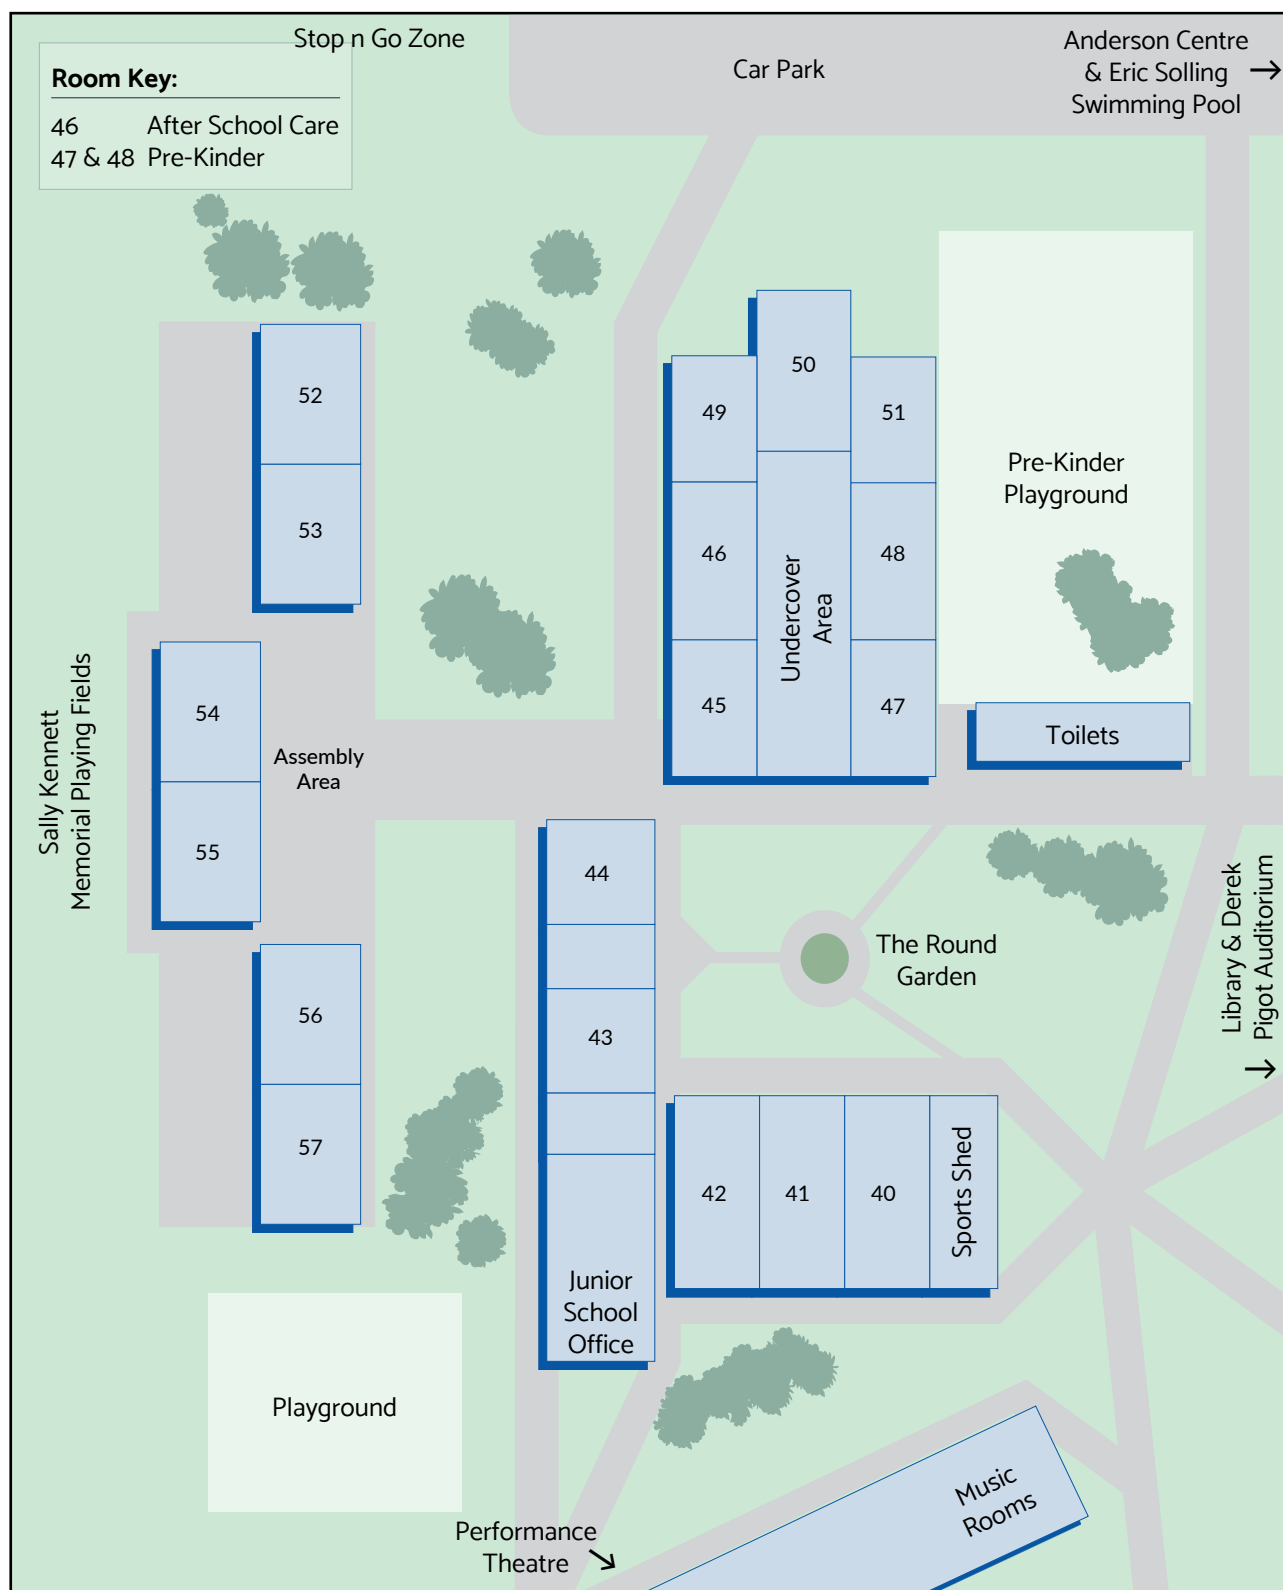 Stop n Go Zone
Room Key:
46 After School Care
47 & 48 Pre-Kinder
Car Park
Anderson Centre
& Eric Solling
Swimming Pool
52
53
50
49
51
46
48
Undercover
Area
45
47
Pre-Kinder
Playground
Toilets
Sally Kennett
Memorial Playing Fields
54
55
Assembly
Area
44
43
The Round
Garden
Library & Derek
Pigot Auditorium
56
57
42
41
40
Sports Shed
Junior
School
Office
Playground
Music
Rooms
Performance
Theatre